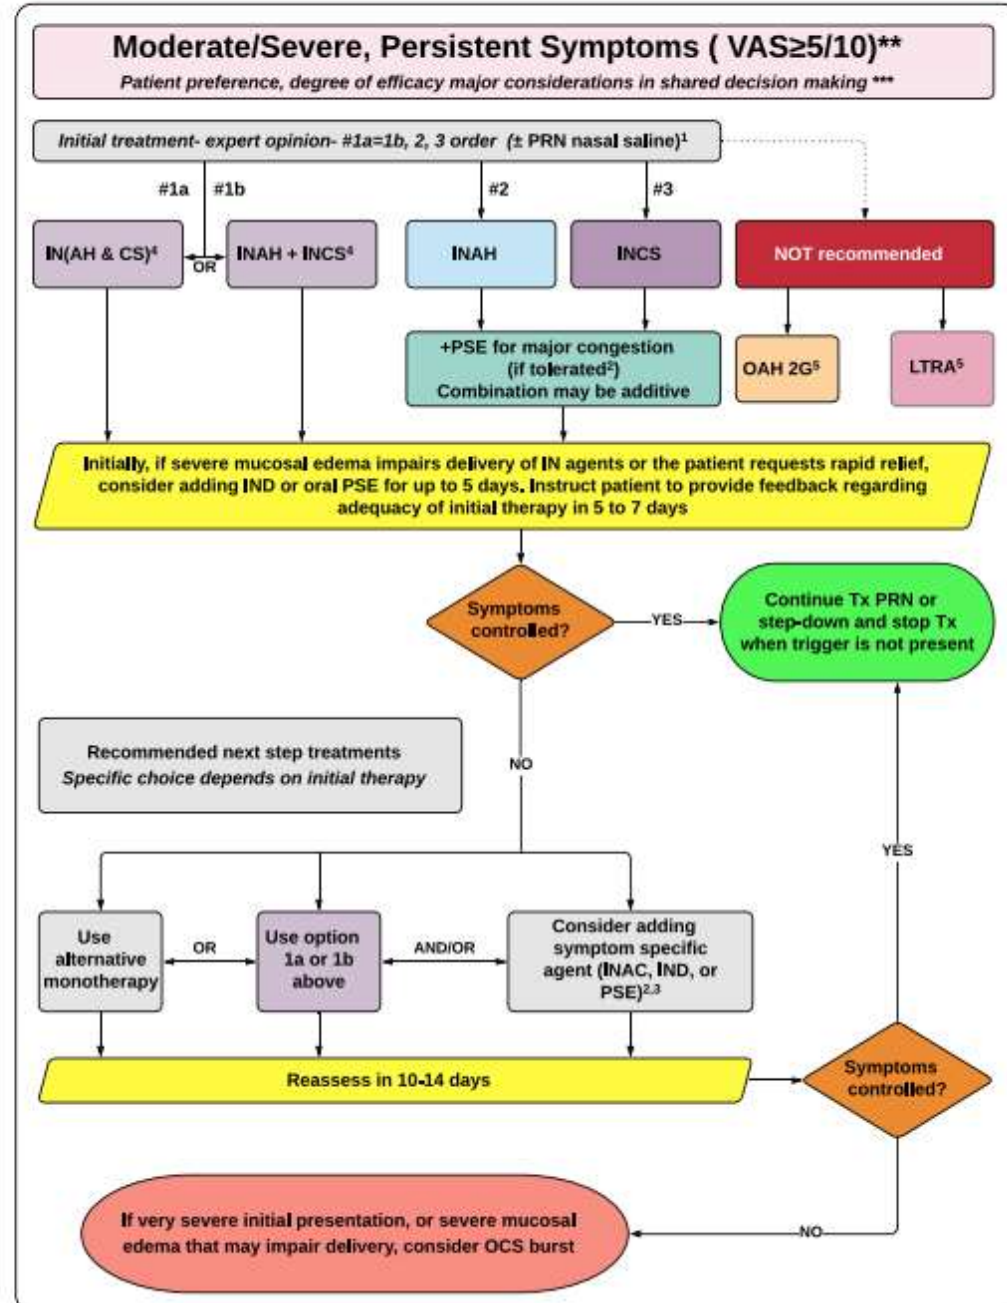 Moderate/Severe, Persistent Symptoms ( VAS≥5/10)**
Patient preference, degree of efficacy major considerations in shared decision making ***
Initial treatment- expert opinion- #1a=1b, 2, 3 order (± PRN nasal saline)¹
#1a
#1b
#2
#3
IN(AH & CS)⁴
OR
INAH + INCS⁴
INAH
INCS
NOT recommended
+PSE for major congestion
(if tolerated²)
Combination may be additive
OAH 2G⁵
LTRA⁵
Initially, if severe mucosal edema impairs delivery of IN agents or the patient requests rapid relief,
consider adding IND or oral PSE for up to 5 days. Instruct patient to provide feedback regarding
adequacy of initial therapy in 5 to 7 days
Symptoms
controlled?
YES
Continue Tx PRN or
step-down and stop Tx
when trigger is not present
NO
Recommended next step treatments
Specific choice depends on initial therapy
YES
Use
alternative
monotherapy
OR
Use option
1a or 1b
above
AND/OR
Consider adding
symptom specific
agent (INAC, IND, or
PSE)²,³
Reassess in 10-14 days
Symptoms
controlled?
NO
If very severe initial presentation, or severe mucosal
edema that may impair delivery, consider OCS burst